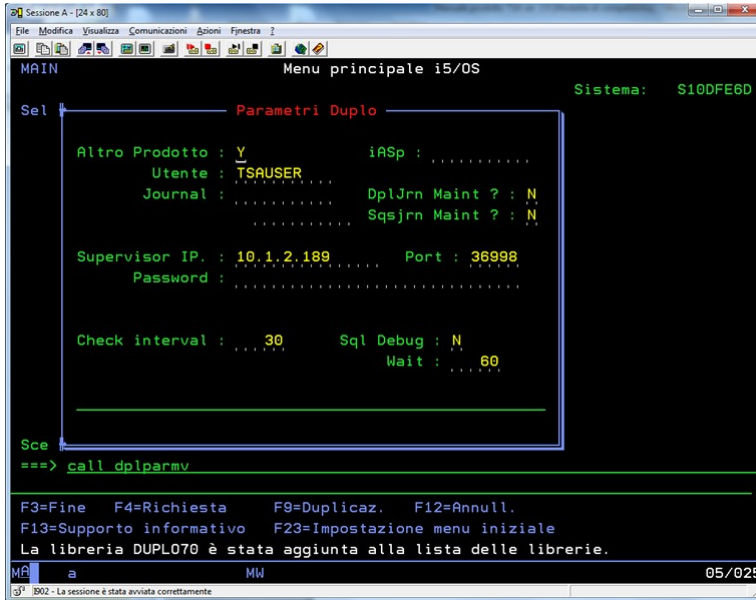 Sessione A - [24 x 80]
File Modifica Visualizza Comunicazioni Azioni Finestra ?
MAIN Menu principale i5/OS
Sistema: S10DFE6D
Sel Parametri Duplo
Altro Prodotto : Y iASp :
Utente : TSAUSER
Journal : DplJrn Maint ? : N
Sqsjrn Maint ? : N
Supervisor IP. : 10.1.2.189 Port : 36998
Password :
Check interval : 30 Sql Debug : N
Wait : 60
Sce
===> call dplparmv
F3=Fine F4=Richiesta F9=Duplicaz. F12=Annull.
F13=Supporto informativo F23=Impostazione menu iniziale
La libreria DUPLO70 è stata aggiunta alla lista delle librerie.
MA a MW 05/025
I902 - La sessione è stata avviata correttamente